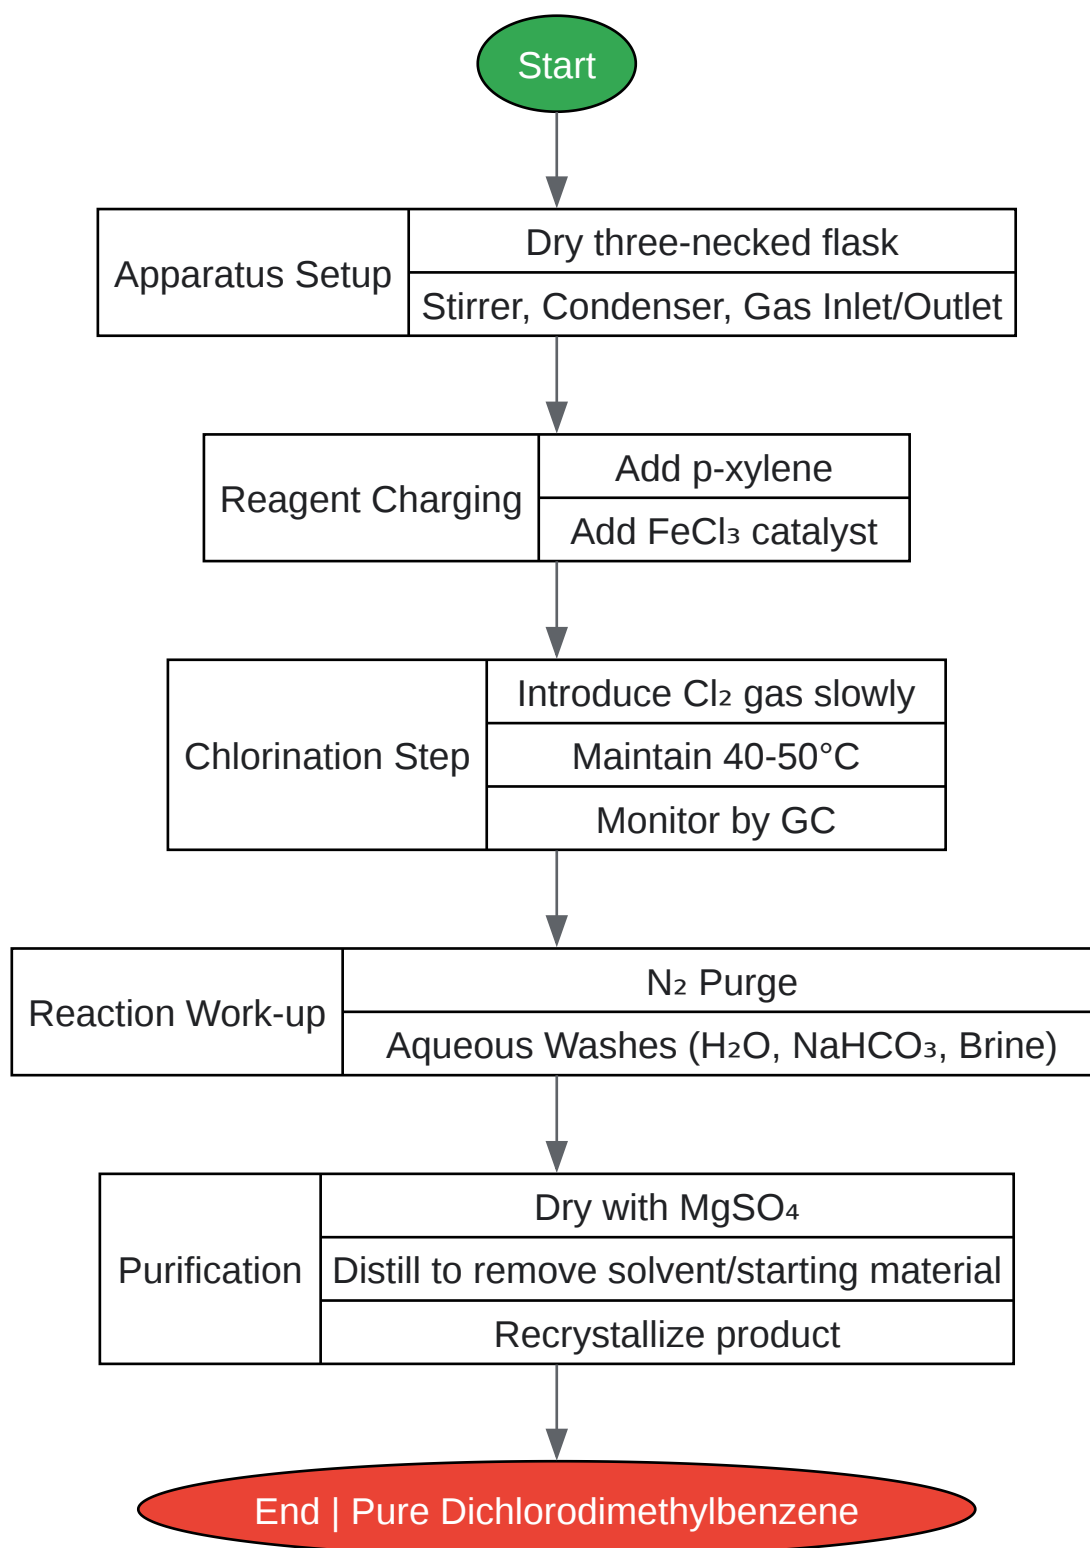 Start
Apparatus Setup
Dry three-necked flask
Stirrer, Condenser, Gas Inlet/Outlet
Reagent Charging
Add p-xylene
Add FeCl₃ catalyst
Chlorination Step
Introduce Cl₂ gas slowly
Maintain 40-50°C
Monitor by GC
Reaction Work-up
N₂ Purge
Aqueous Washes (H₂O, NaHCO₃, Brine)
Purification
Dry with MgSO₄
Distill to remove solvent/starting material
Recrystallize product
End | Pure Dichlorodimethylbenzene